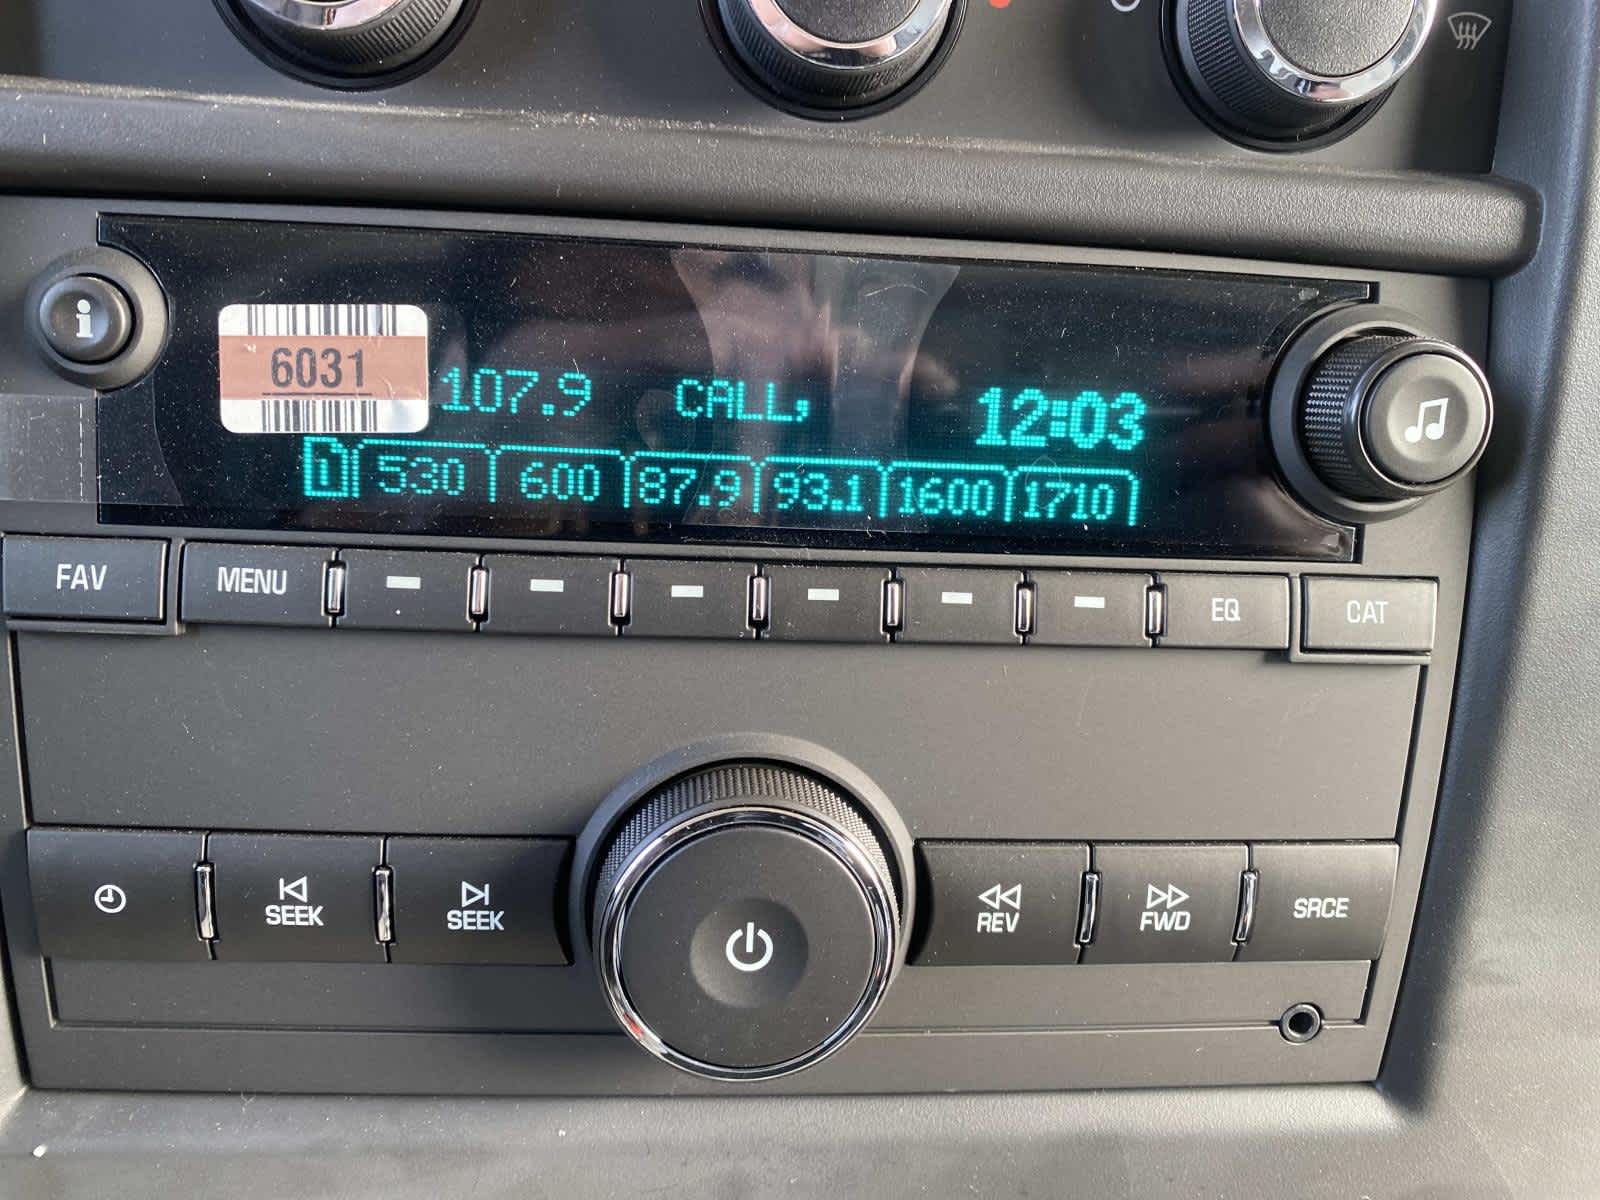 i
6031
107.9 CALL, 12:03
1 530 600 87.9 93.1 1600 1710
FAV MENU EQ CAT
SEEK SEEK REV FWD SRCE